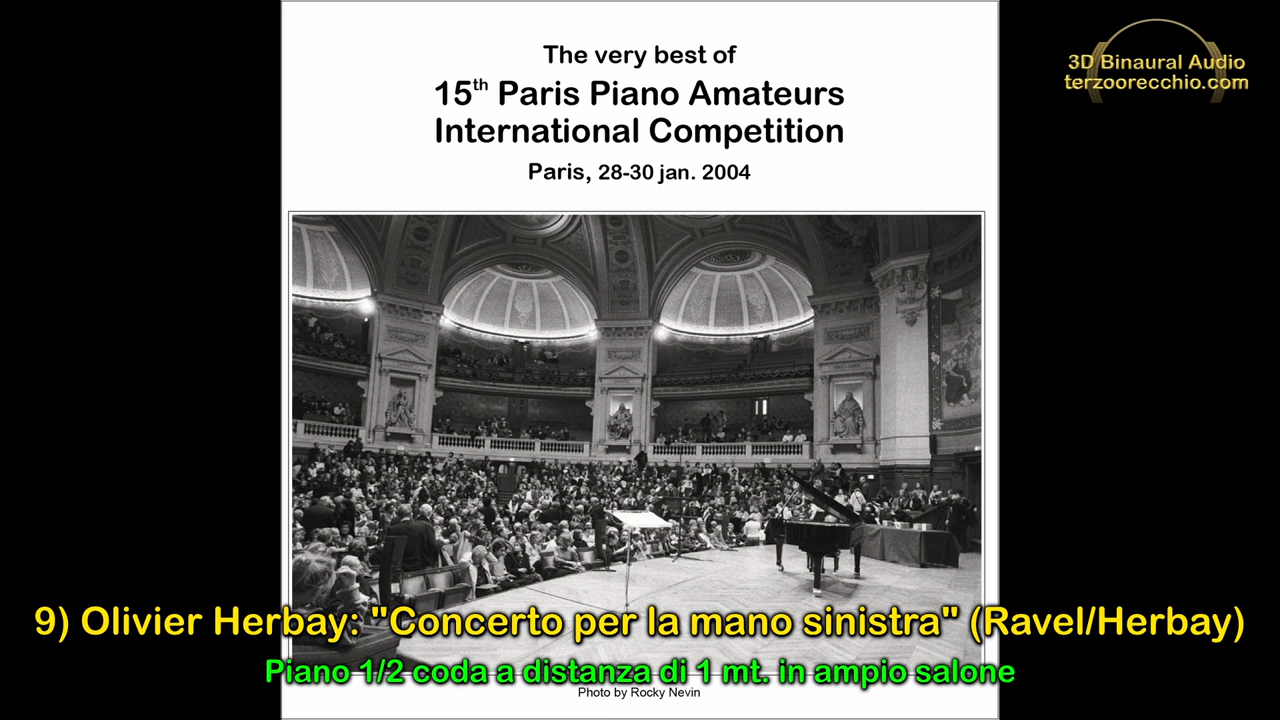 The very best of
15th Paris Piano Amateurs
International Competition
Paris, 28-30 jan. 2004
3D Binaural Audio
terzoorecchio.com
9) Olivier Herbay: "Concerto per la mano sinistra" (Ravel/Herbay)
Piano 1/2 coda a distanza di 1 mt. in ampio salone
Photo by Rocky Nevin